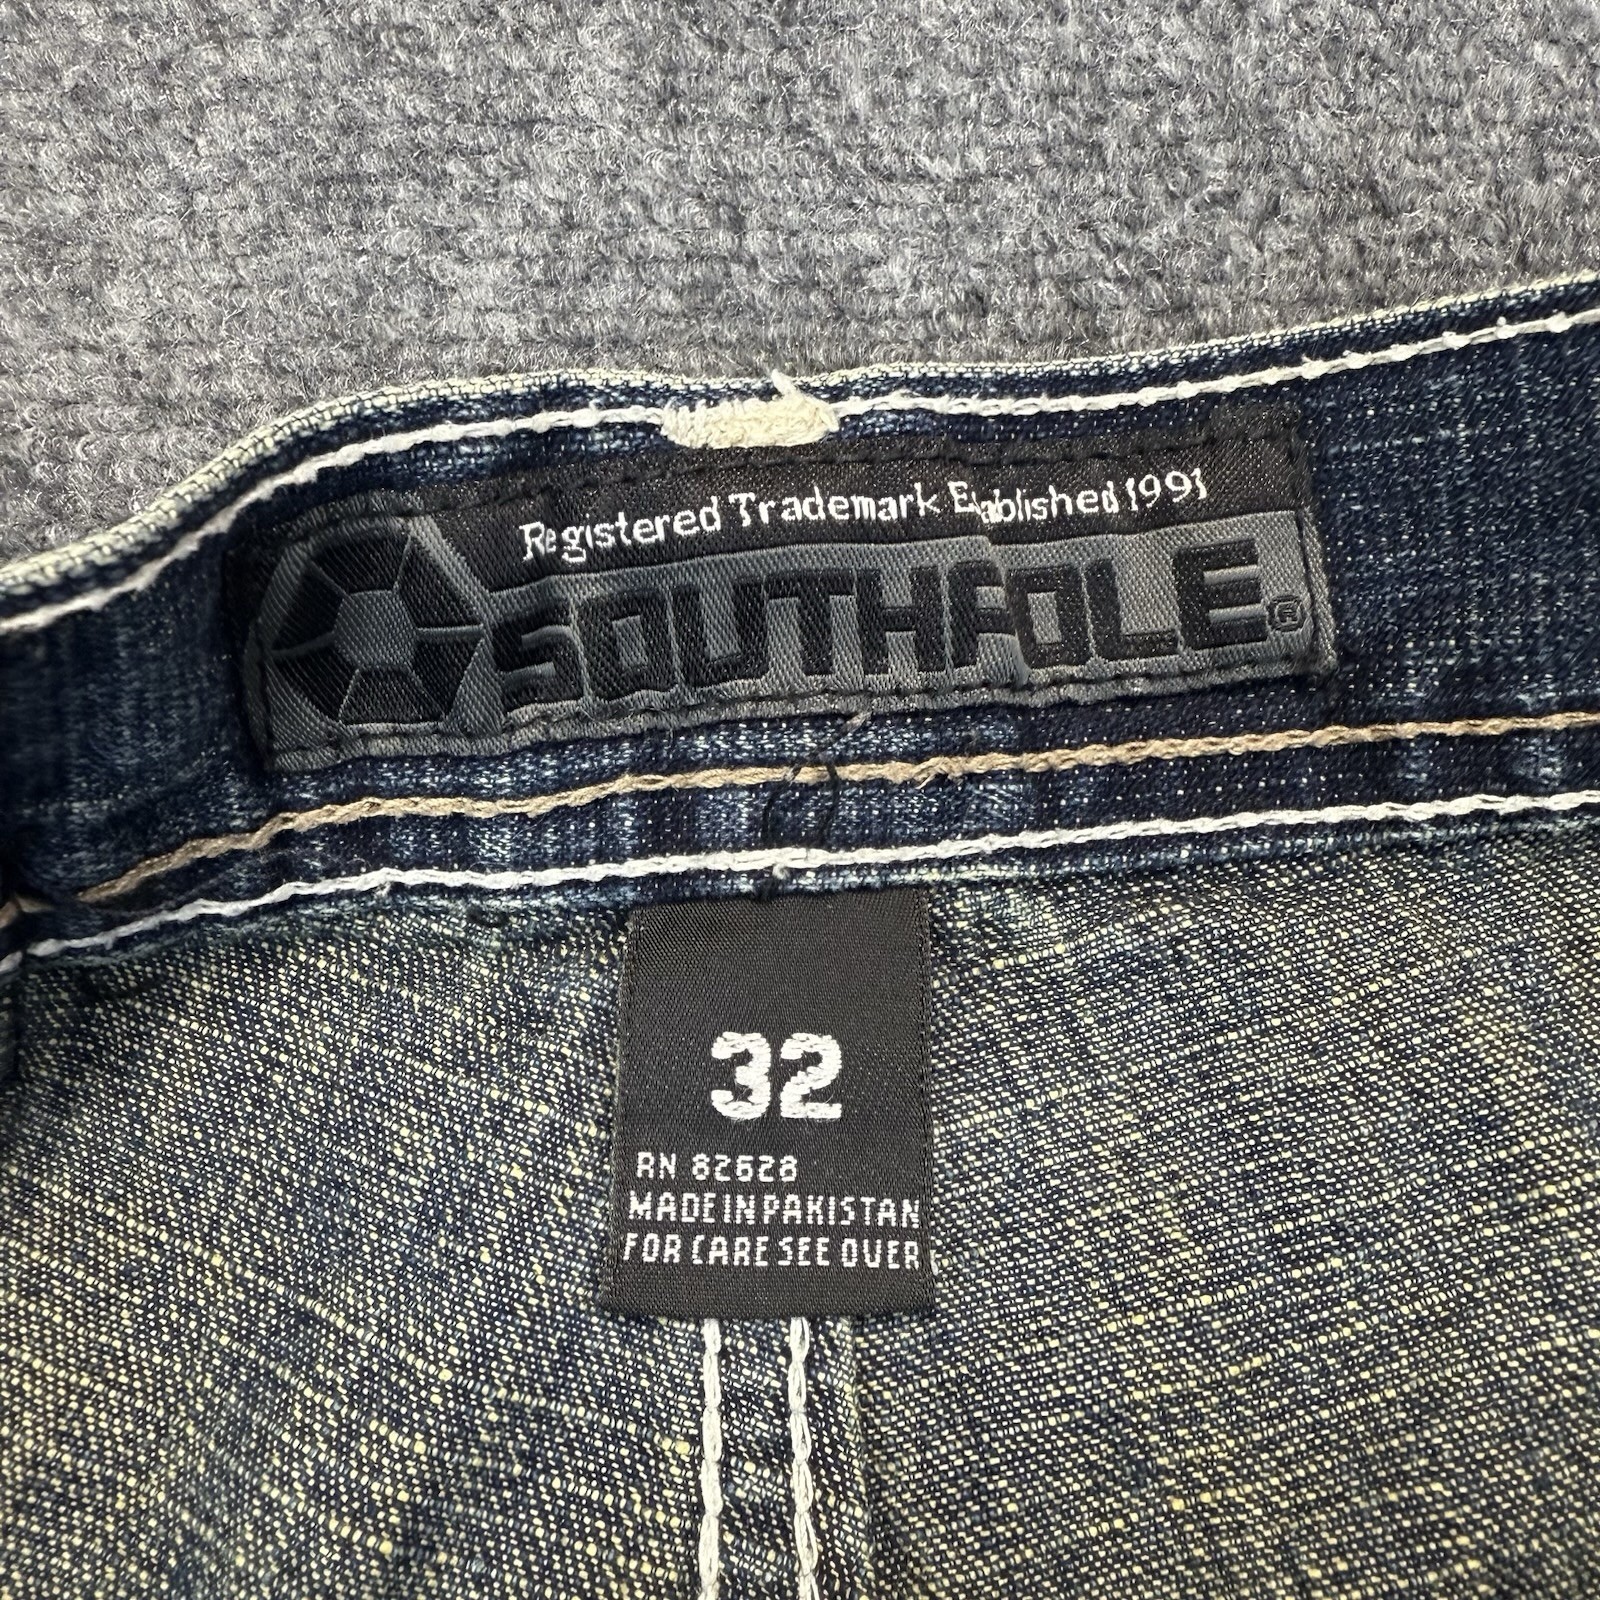 Registered Trademark Established 1991
SOUTHPOLE®
32
RN 82628
MADE IN PAKISTAN
FOR CARE SEE OVER